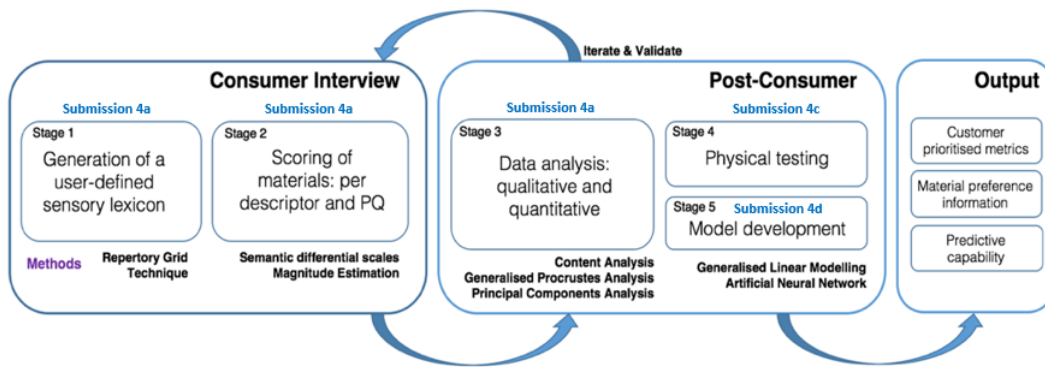 Iterate & Validate
Consumer Interview
Submission 4a
Submission 4a
Stage 1
Generation of a
user-defined
sensory lexicon
Stage 2
Scoring of
materials: per
descriptor and PQ
Methods
Repertory Grid
Technique
Semantic differential scales
Magnitude Estimation
Post-Consumer
Submission 4a
Submission 4c
Stage 3
Data analysis:
qualitative and
quantitative
Stage 4
Physical testing
Stage 5
Submission 4d
Model development
Content Analysis
Generalised Procrustes Analysis
Principal Components Analysis
Generalised Linear Modelling
Artificial Neural Network
Output
Customer
prioritised metrics
Material preference
information
Predictive
capability